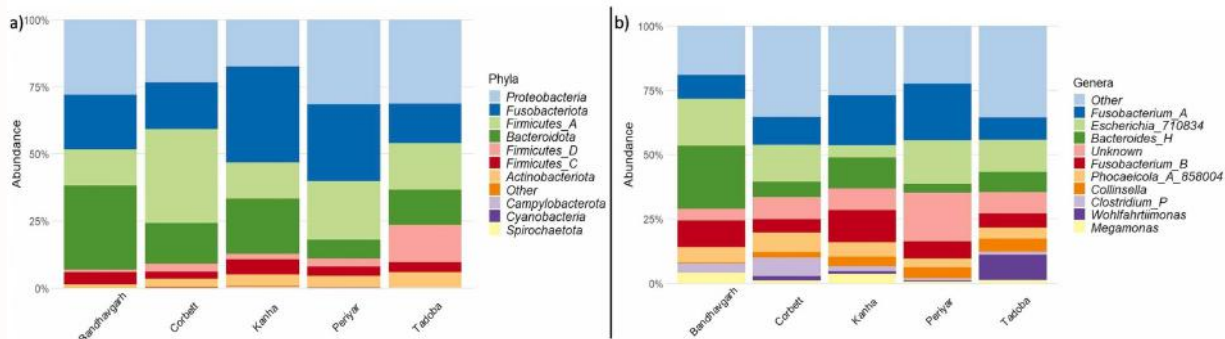 a)
100%
75%
50%
25%
0%
Abundance
Bandhavgarh
Corbett
Kanha
Periyar
Tadoba
Phyla
Proteobacteria
Fusobacteriota
Firmicutes_A
Bacteroidota
Firmicutes_D
Firmicutes_C
Actinobacteriota
Other
Campylobacterota
Cyanobacteria
Spirochaetota
b)
100%
75%
50%
25%
0%
Abundance
Bandhavgarh
Corbett
Kanha
Periyar
Tadoba
Genera
Other
Fusobacterium_A
Escherichia_710834
Bacteroides_H
Unknown
Fusobacterium_B
Phocaeicola_A_858004
Collinsella
Clostridium_P
Wohlfahrtiimonas
Megamonas